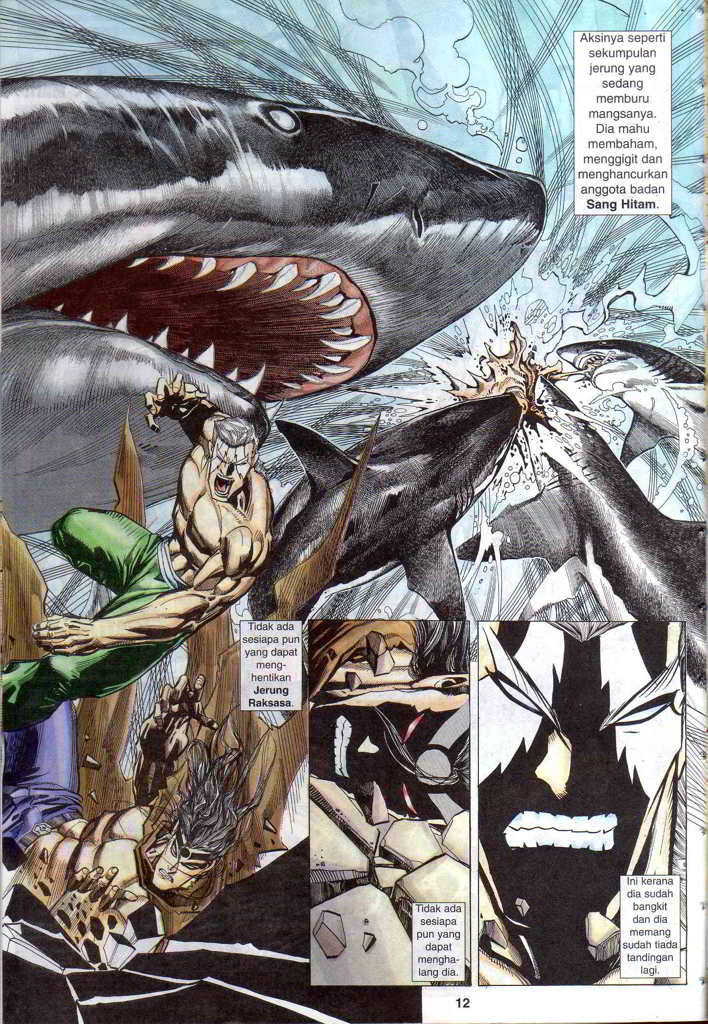 Aksinya seperti
sekumpulan
jerung yang
sedang
memburu
mangsanya.
Dia mahu
membaham,
menggigit dan
menghancurkan
anggota badan
Sang Hitam.
Tidak ada
sesiapa pun
yang dapat
meng-
hentikan
Jerung
Raksasa.
Tidak ada
sesiapa
pun yang
dapat
mengha-
lang dia.
Ini kerana
dia sudah
bangkit
dan dia
memang
sudah tiada
tandingan
lagi.
12